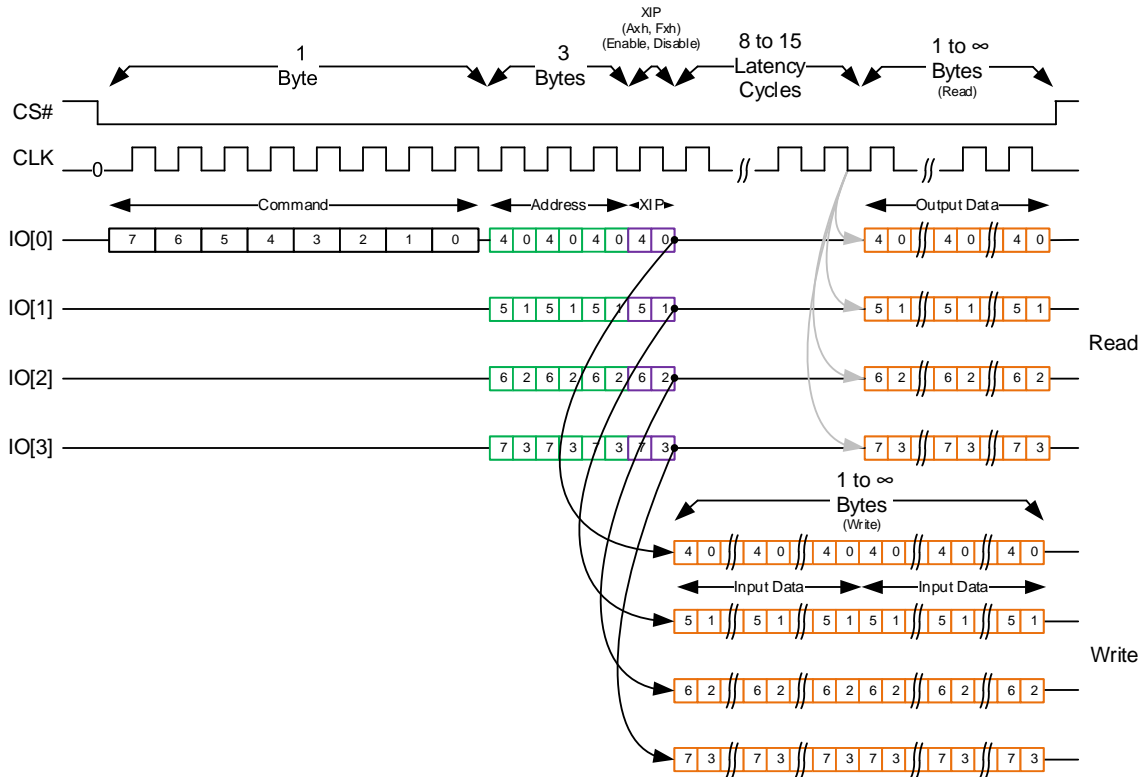 XIP
(Axh, Fxh)
(Enable, Disable)
1
Byte
3
Bytes
8 to 15
Latency
Cycles
1 to ∞
Bytes
(Read)
CS#
CLK
0
Command
Address
XIP
Output Data
IO[0]
7 6 5 4 3 2 1 0 4 0 4 0 4 0 4 0 4 0 4 0 4 0
IO[1]
5 1 5 1 5 1 5 1 5 1 5 1 5 1
Read
IO[2]
6 2 6 2 6 2 6 2 6 2 6 2 6 2
IO[3]
7 3 7 3 7 3 7 3 7 3 7 3 7 3
1 to ∞
Bytes
(Write)
4 0 4 0 4 0 4 0 4 0 4 0
Input Data Input Data
5 1 5 1 5 1 5 1 5 1 5 1
Write
6 2 6 2 6 2 6 2 6 2 6 2
7 3 7 3 7 3 7 3 7 3 7 3